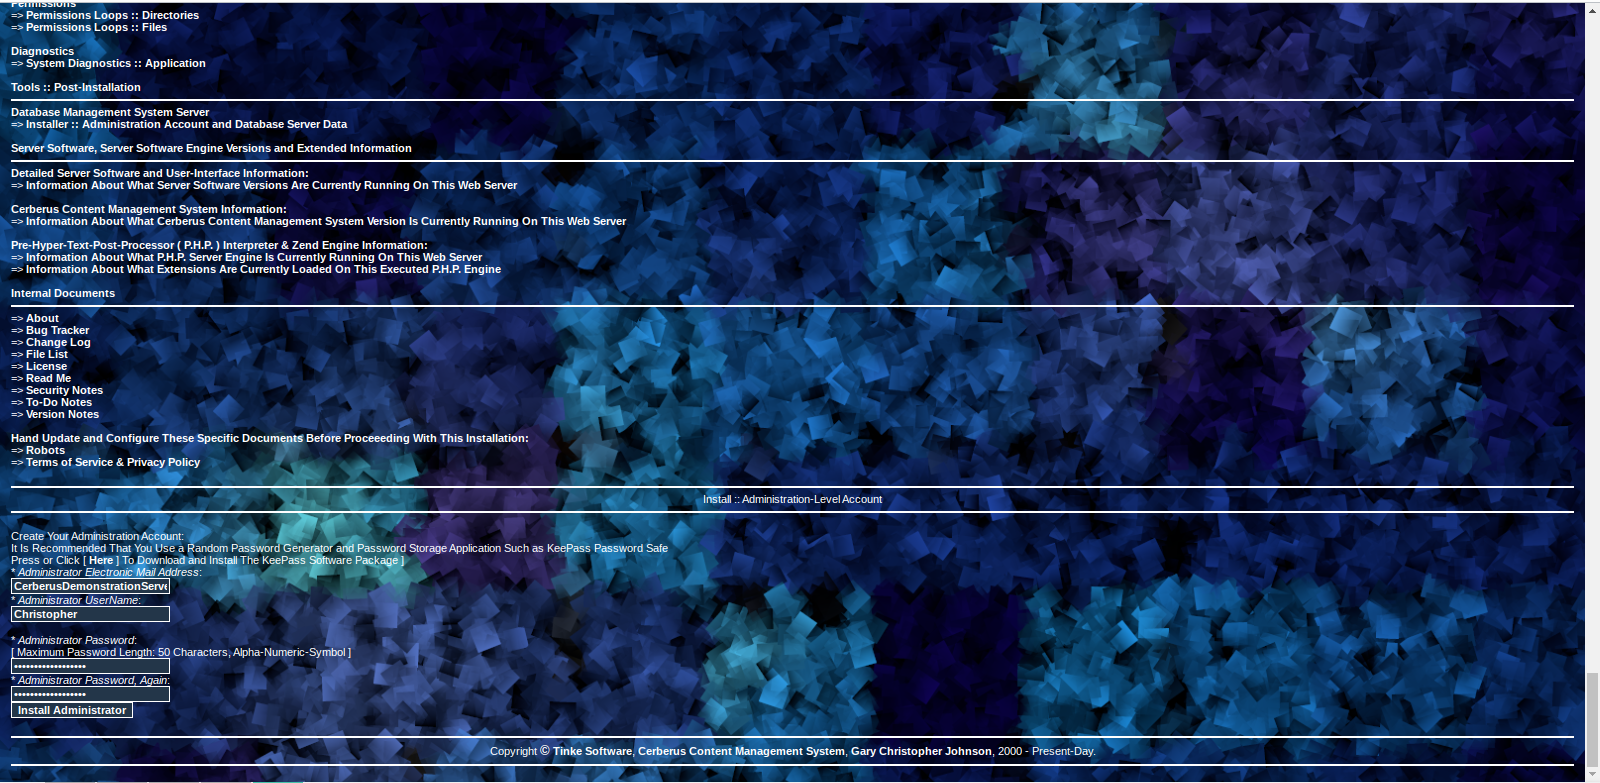 Permissions
=> Permissions Loops :: Directories
=> Permissions Loops :: Files
Diagnostics
=> System Diagnostics :: Application
Tools :: Post-Installation
Database Management System Server
=> Installer :: Administration Account and Database Server Data
Server Software, Server Software Engine Versions and Extended Information
Detailed Server Software and User-Interface Information:
=> Information About What Server Software Versions Are Currently Running On This Web Server
Cerberus Content Management System Information:
=> Information About What Cerberus Content Management System Version Is Currently Running On This Web Server
Pre-Hyper-Text-Post-Processor ( P.H.P. ) Interpreter & Zend Engine Information:
=> Information About What P.H.P. Server Engine Is Currently Running On This Web Server
=> Information About What Extensions Are Currently Loaded On This Executed P.H.P. Engine
Internal Documents
=> About
=> Bug Tracker
=> Change Log
=> File List
=> License
=> Read Me
=> Security Notes
=> To-Do Notes
=> Version Notes
Hand Update and Configure These Specific Documents Before Proceeeding With This Installation:
=> Robots
=> Terms of Service & Privacy Policy
Install :: Administration-Level Account
Create Your Administration Account:
It Is Recommended That You Use a Random Password Generator and Password Storage Application Such as KeePass Password Safe
Press or Click [ Here ] To Download and Install The KeePass Software Package ]
* Administrator Electronic Mail Address:
CerberusDemonstrationServe
* Administrator UserName:
Christopher
* Administrator Password:
[ Maximum Password Length: 50 Characters, Alpha-Numeric-Symbol ]
•••••••••••••••••••
* Administrator Password, Again:
•••••••••••••••••••
Install Administrator
Copyright © Tinke Software, Cerberus Content Management System, Gary Christopher Johnson, 2000 - Present-Day.